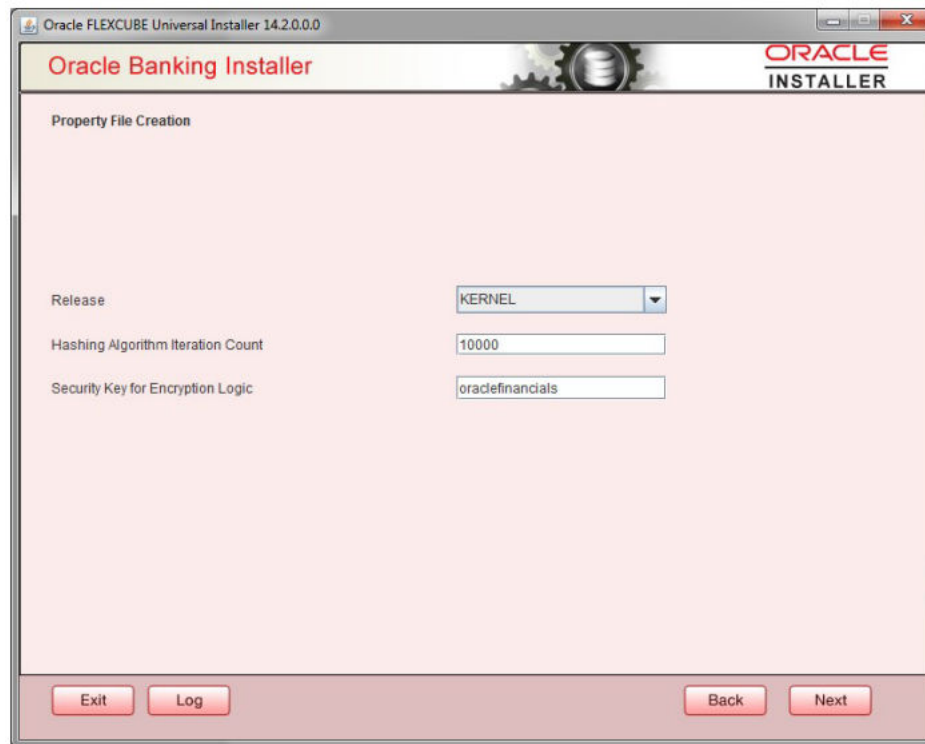 Oracle FLEXCUBE Universal Installer 14.2.0.0.0
Oracle Banking Installer
ORACLE
INSTALLER
Property File Creation
Release KERNEL
Hashing Algorithm Iteration Count 10000
Security Key for Encryption Logic oraclefinancials
Exit Log Back Next